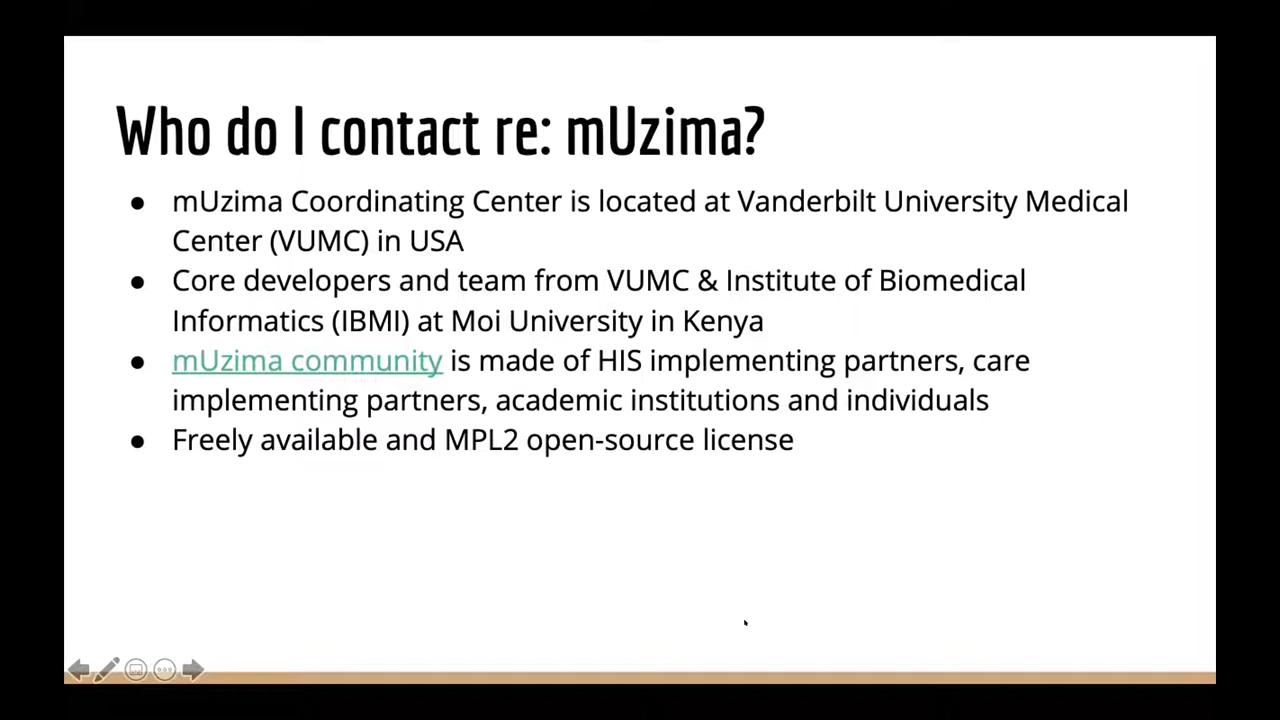 Who do I contact re: mUzima?
● mUzima Coordinating Center is located at Vanderbilt University Medical
Center (VUMC) in USA
● Core developers and team from VUMC & Institute of Biomedical
Informatics (IBMI) at Moi University in Kenya
● mUzima community is made of HIS implementing partners, care
implementing partners, academic institutions and individuals
● Freely available and MPL2 open-source license